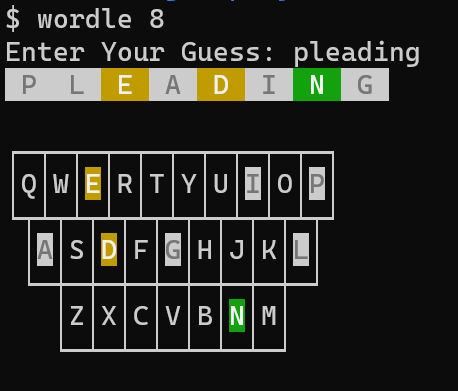 $ wordle 8
Enter Your Guess: pleading
P L E A D I N G
Q W E R T Y U I O P
A S D F G H J K L
Z X C V B N M